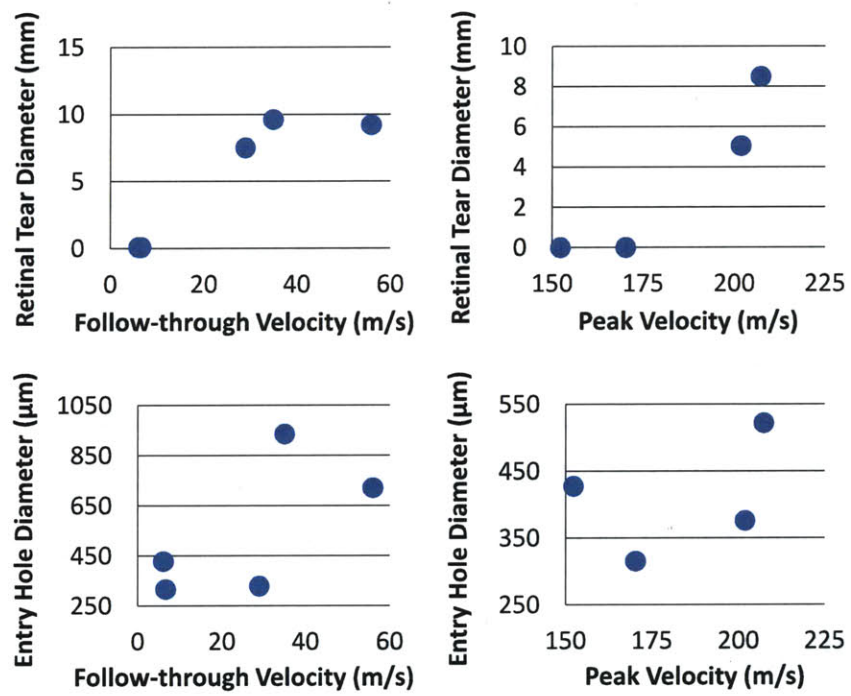 Retinal Tear Diameter (mm)
15
10
5
0
0 20 40 60
Follow-through Velocity (m/s)
Retinal Tear Diameter (mm)
10
8
6
4
2
0
150 175 200 225
Peak Velocity (m/s)
Entry Hole Diameter (μm)
1050
850
650
450
250
0 20 40 60
Follow-through Velocity (m/s)
Entry Hole Diameter (μm)
550
450
350
250
150 175 200 225
Peak Velocity (m/s)